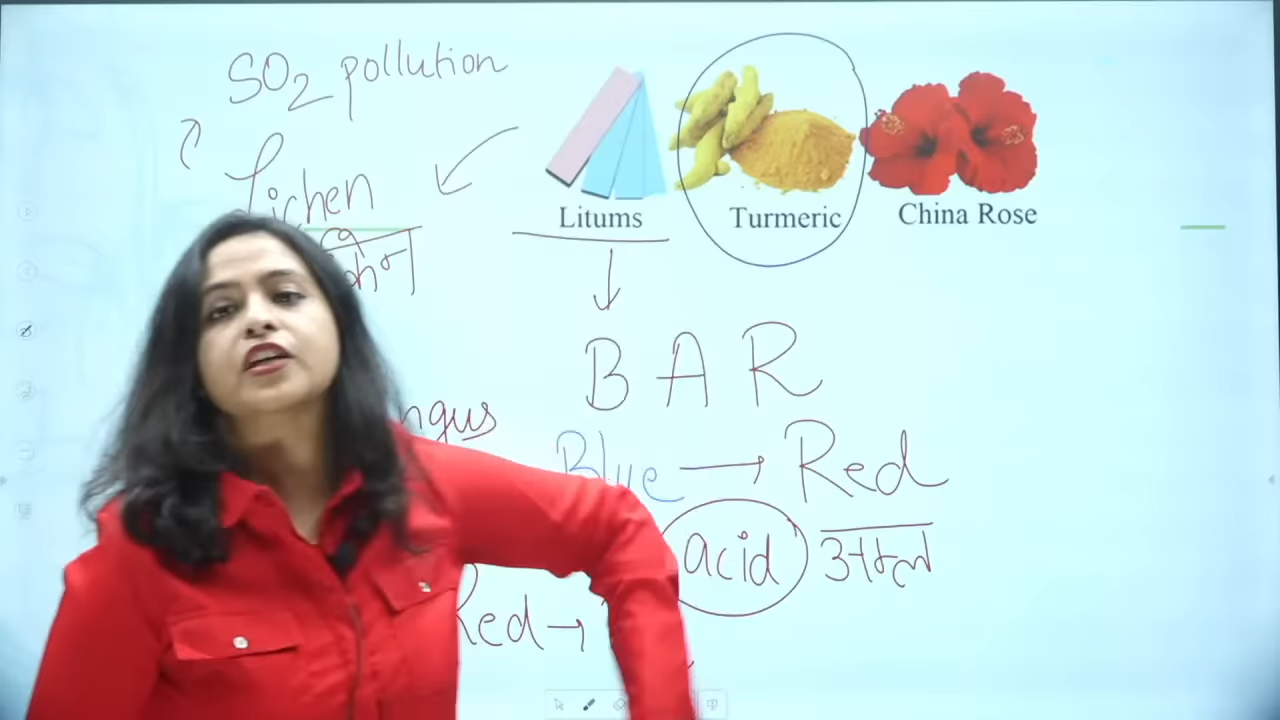 SO2 pollution
Lichen
Litums
Turmeric
China Rose
B A R
Blue → Red
acid अम्ल
Red →